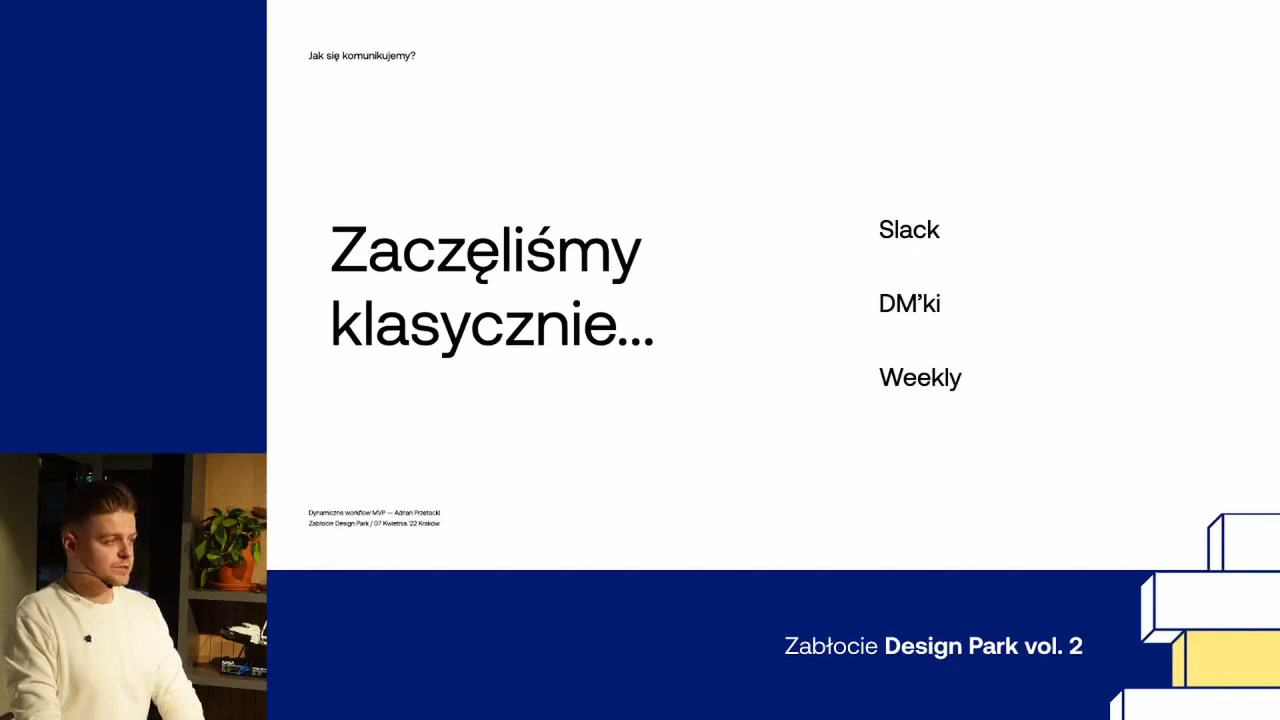 Jak się komunikujemy?
Zaczęliśmy
klasycznie...
Slack
DM’ki
Weekly
Dynamiczne workflow MVP — Adrian Przetocki
Zabłocie Design Park / 07 Kwietnia '22 Kraków
Zabłocie Design Park vol. 2